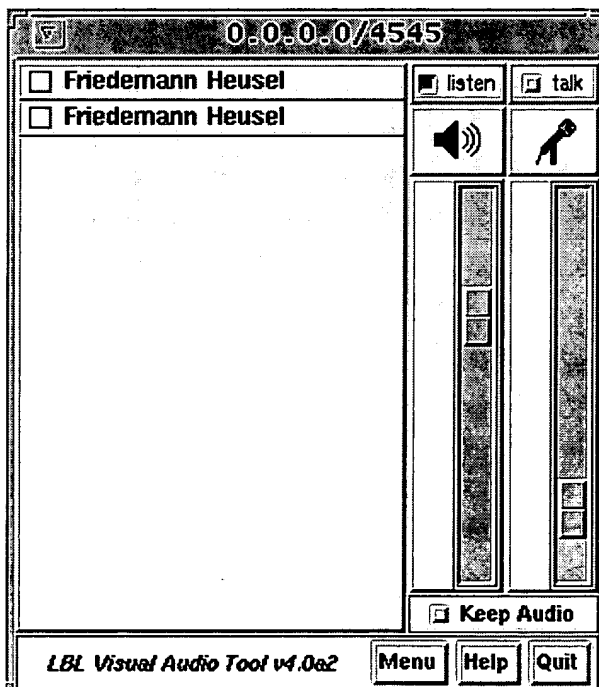 0.0.0.0/4545
Friedemann Heusel
Friedemann Heusel
listen
talk
Keep Audio
LBL Visual Audio Tool v4.0a2
Menu
Help
Quit